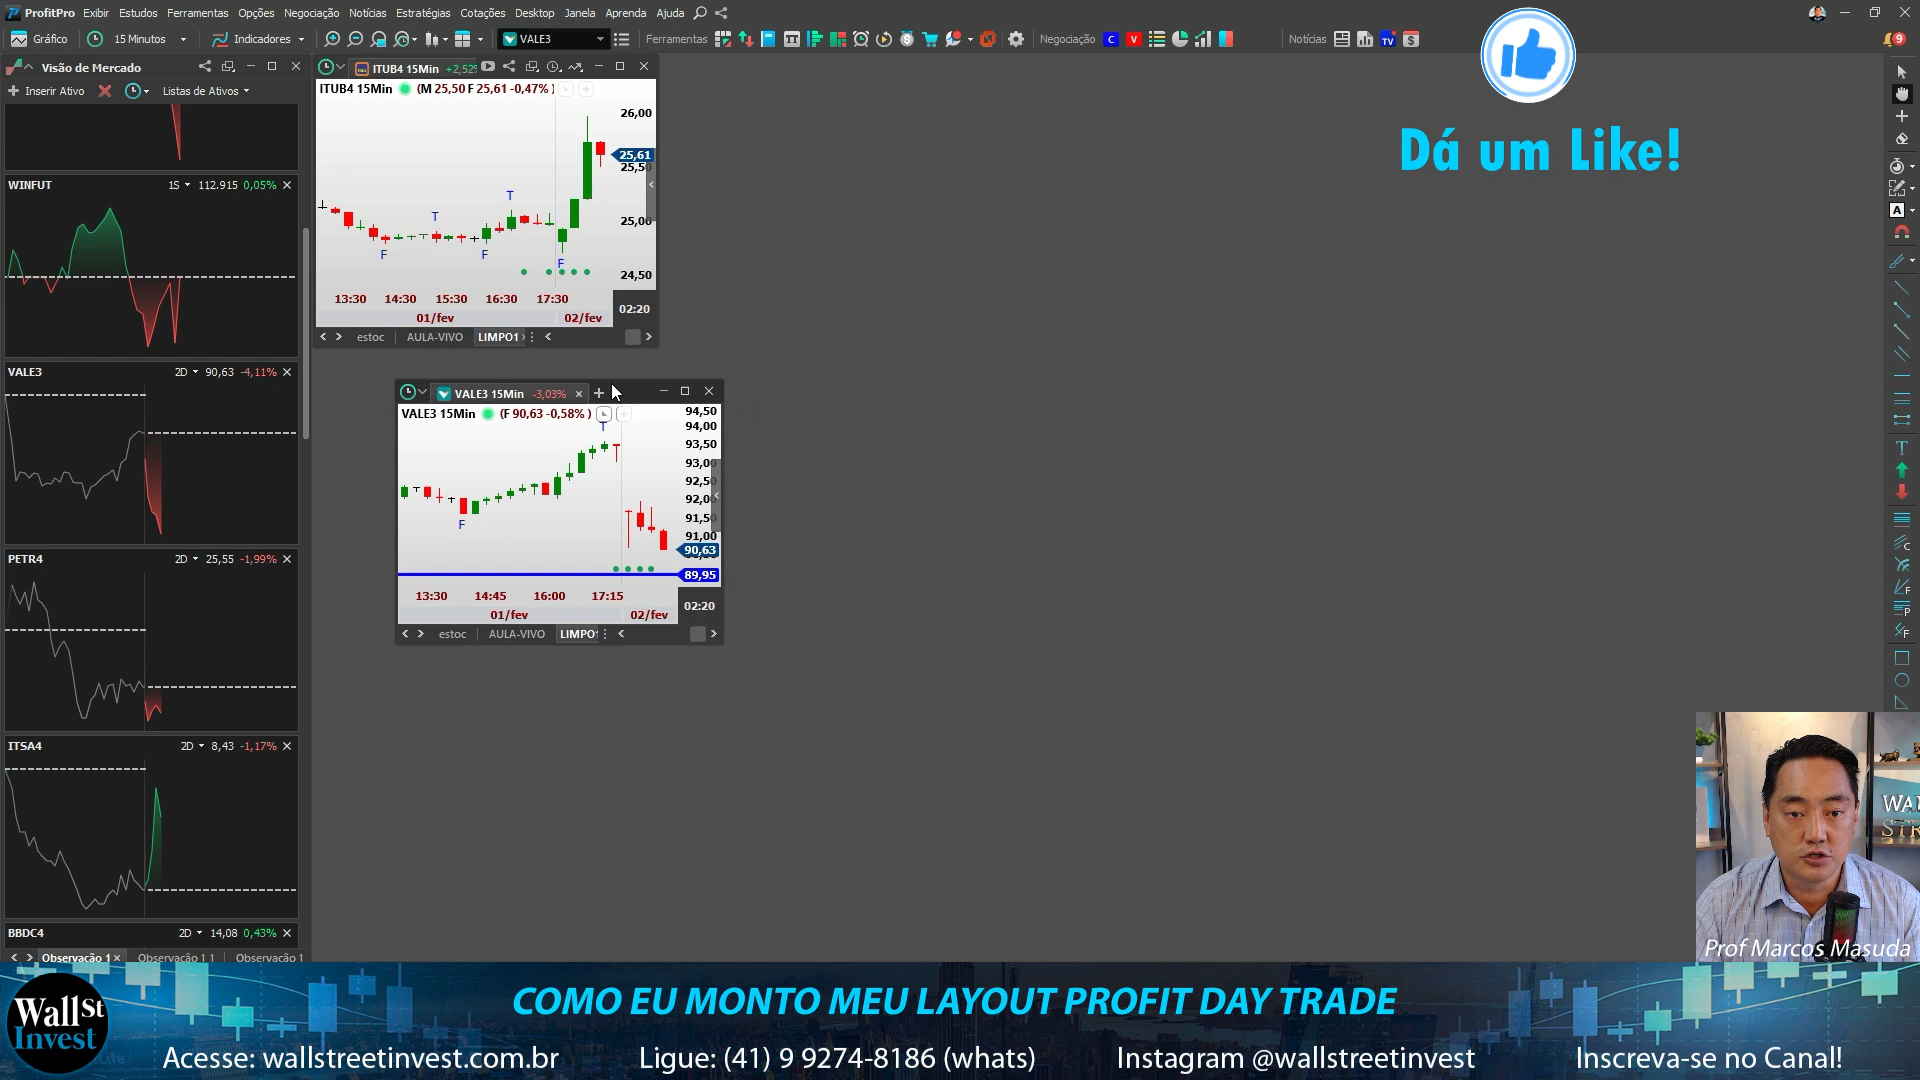 ProfitPro Exibir Estudos Ferramentas Opções Negociação Notícias Estratégias Cotações Desktop Janela Aprenda Ajuda
Gráfico 15 Minutos Indicadores VALE3 Ferramentas Negociação C V Notícias TV $ 9
Visão de Mercado
Inserir Ativo Listas de Ativos
WINFUT 1S 112.915 0,05%
VALE3 2D 90,63 -4,11%
PETR4 2D 25,55 -1,99%
ITSA4 2D 8,43 -1,17%
BBDC4 2D 14,08 0,43%
Observação 1 Observação 1 1 Observação 1
ITUB4 15Min
ITUB4 15Min (M 25,50 F 25,61 -0,47% )
26,00
25,61
25,50
25,00
24,50
T T
F F F
13:30 14:30 15:30 16:30 17:30
02:20
01/fev 02/fev
estoc AULA-VIVO LIMPO1
VALE3 15Min -3,03%
VALE3 15Min (F 90,63 -0,58% )
94,50
94,00
93,50
93,00
92,50
92,00
91,50
91,00
90,63
89,95
T
F
13:30 14:45 16:00 17:15
02:20
01/fev 02/fev
estoc AULA-VIVO LIMPO1
Dá um Like!
Prof Marcos Masuda
Wall St
Invest
COMO EU MONTO MEU LAYOUT PROFIT DAY TRADE
Acesse: wallstreetinvest.com.br Ligue: (41) 9 9274-8186 (whats) Instagram @wallstreetinvest Inscreva-se no Canal!